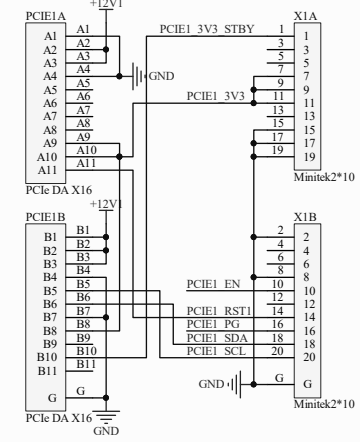 +12V1
PCIE1A
X1A
A1 A1 PCIE1_3V3_STBY 1 1
A2 A2 3 3
A3 A3 5 5
A4 A4 GND 7 7
A5 A5 9 9
A6 A6 PCIE1_3V3 11 11
A7 A7 13 13
A8 A8 15 15
A9 A9 17 17
A10 A10 19 19
A11 A11
Minitek2*10
PCIe DA X16
+12V1
PCIE1B
X1B
B1 B1 2 2
B2 B2 4 4
B3 B3 6 6
B4 B4 8 8
B5 B5 PCIE1_EN 10 10
B6 B6 12 12
B7 B7 PCIE1_RST1 14 14
B8 B8 PCIE1_PG 16 16
B9 B9 PCIE1_SDA 18 18
B10 B10 PCIE1_SCL 20 20
B11 B11
G G GND G G
PCIe DA X16 Minitek2*10
GND